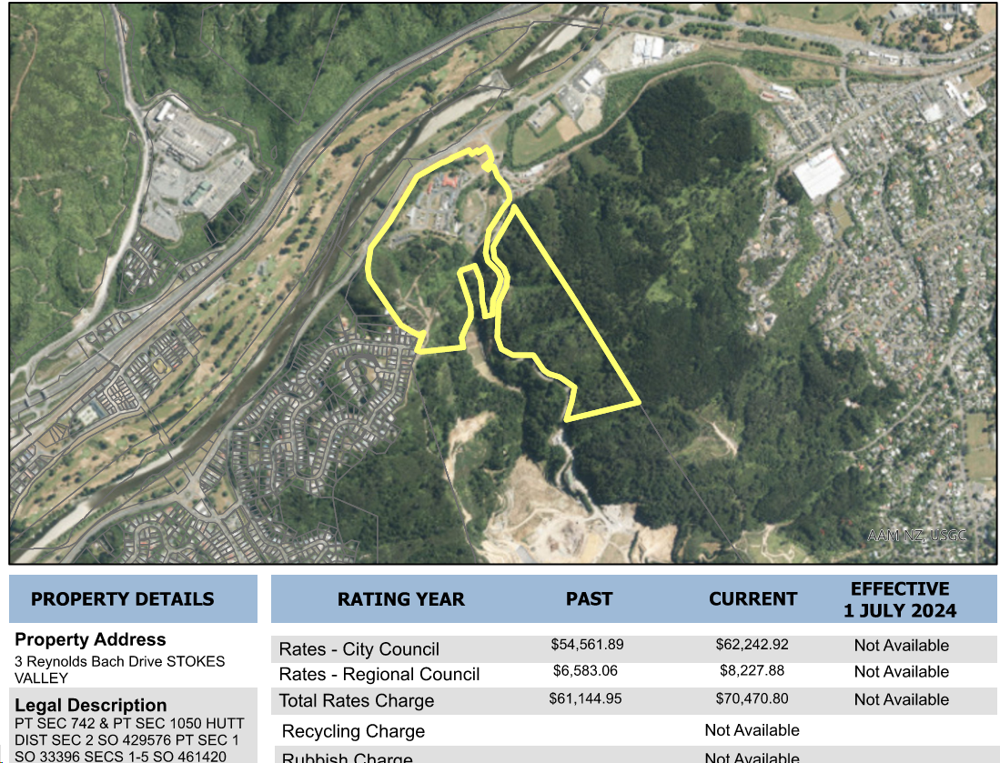 AAM NZ, USGC
PROPERTY DETAILS
Property Address
3 Reynolds Bach Drive STOKES
VALLEY
Legal Description
PT SEC 742 & PT SEC 1050 HUTT
DIST SEC 2 SO 429576 PT SEC 1
SO 33396 SECS 1-5 SO 461420
RATING YEAR PAST CURRENT EFFECTIVE
1 JULY 2024
Rates - City Council $54,561.89 $62,242.92 Not Available
Rates - Regional Council $6,583.06 $8,227.88 Not Available
Total Rates Charge $61,144.95 $70,470.80 Not Available
Recycling Charge Not Available
Rubbish Charge Not Available